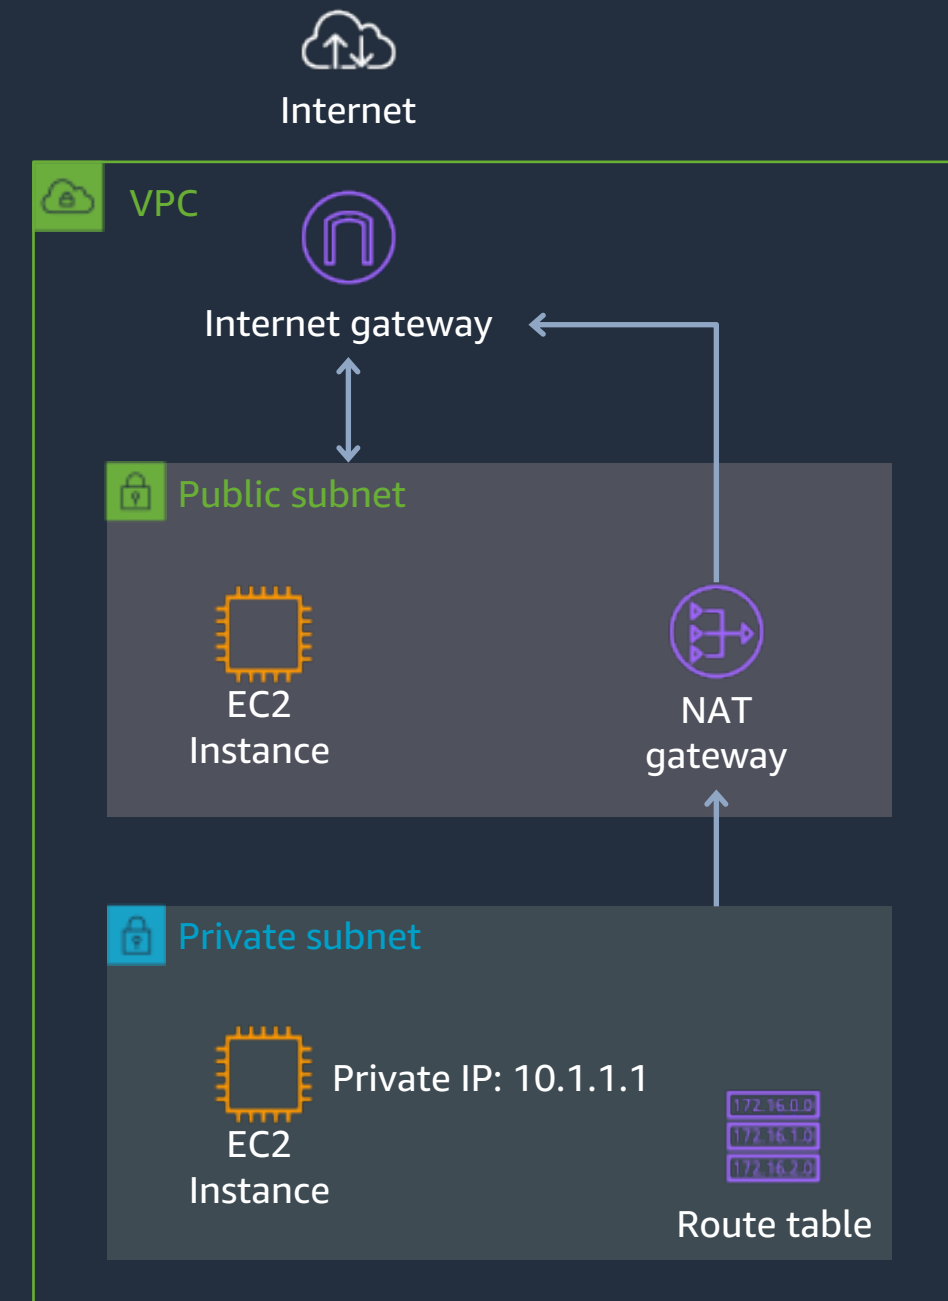 Internet
VPC
Internet gateway
Public subnet
EC2
Instance
NAT
gateway
Private subnet
Private IP: 10.1.1.1
EC2
Instance
172.16.0.0
172.16.1.0
172.16.2.0
Route table